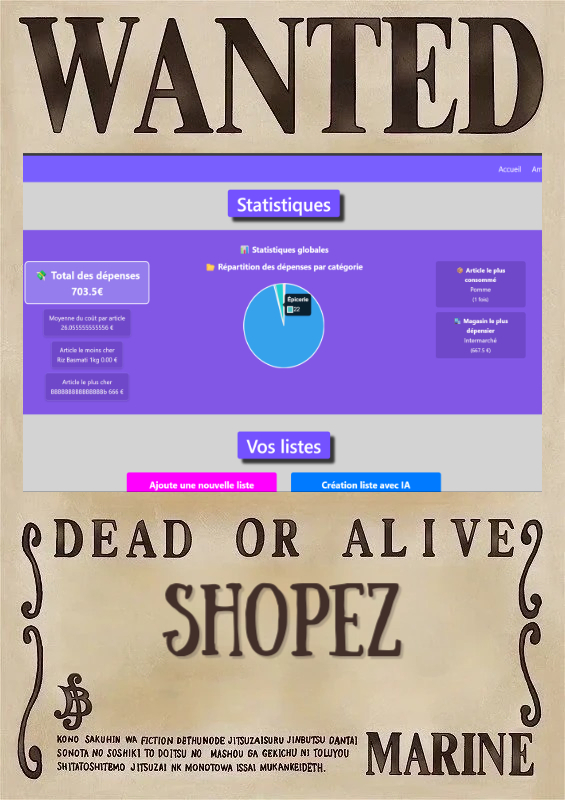 WANTED
Accueil Am
Statistiques
Statistiques globales
Répartition des dépenses par catégorie
Total des dépenses
703.5€
Moyenne du coût par article
26.055555555556 €
Article le moins cher
Riz Basmati 1kg 0.00 €
Article le plus cher
BBBBBBBBBBBBBBBb 666 €
Épicerie
22
Article le plus
consommé
Pomme
(1 fois)
Magasin le plus
dépensier
Intermarché
(667.5 €)
Vos listes
Ajoute une nouvelle liste
Création liste avec IA
DEAD OR ALIVE
SHOPEZ
KONO SAKUHIN WA FICTION DETHUNODE JITSUZAISURU JINBUTSU DANTAI
SONOTA NO SOSHIKI TO DOITSU NO MASHOU GA GEKICHU NI TOLUYOU
SHITATOSHITEMO JITSUZAI NK MONOTOWA ISSAI MUKANKEIDETH.
MARINE